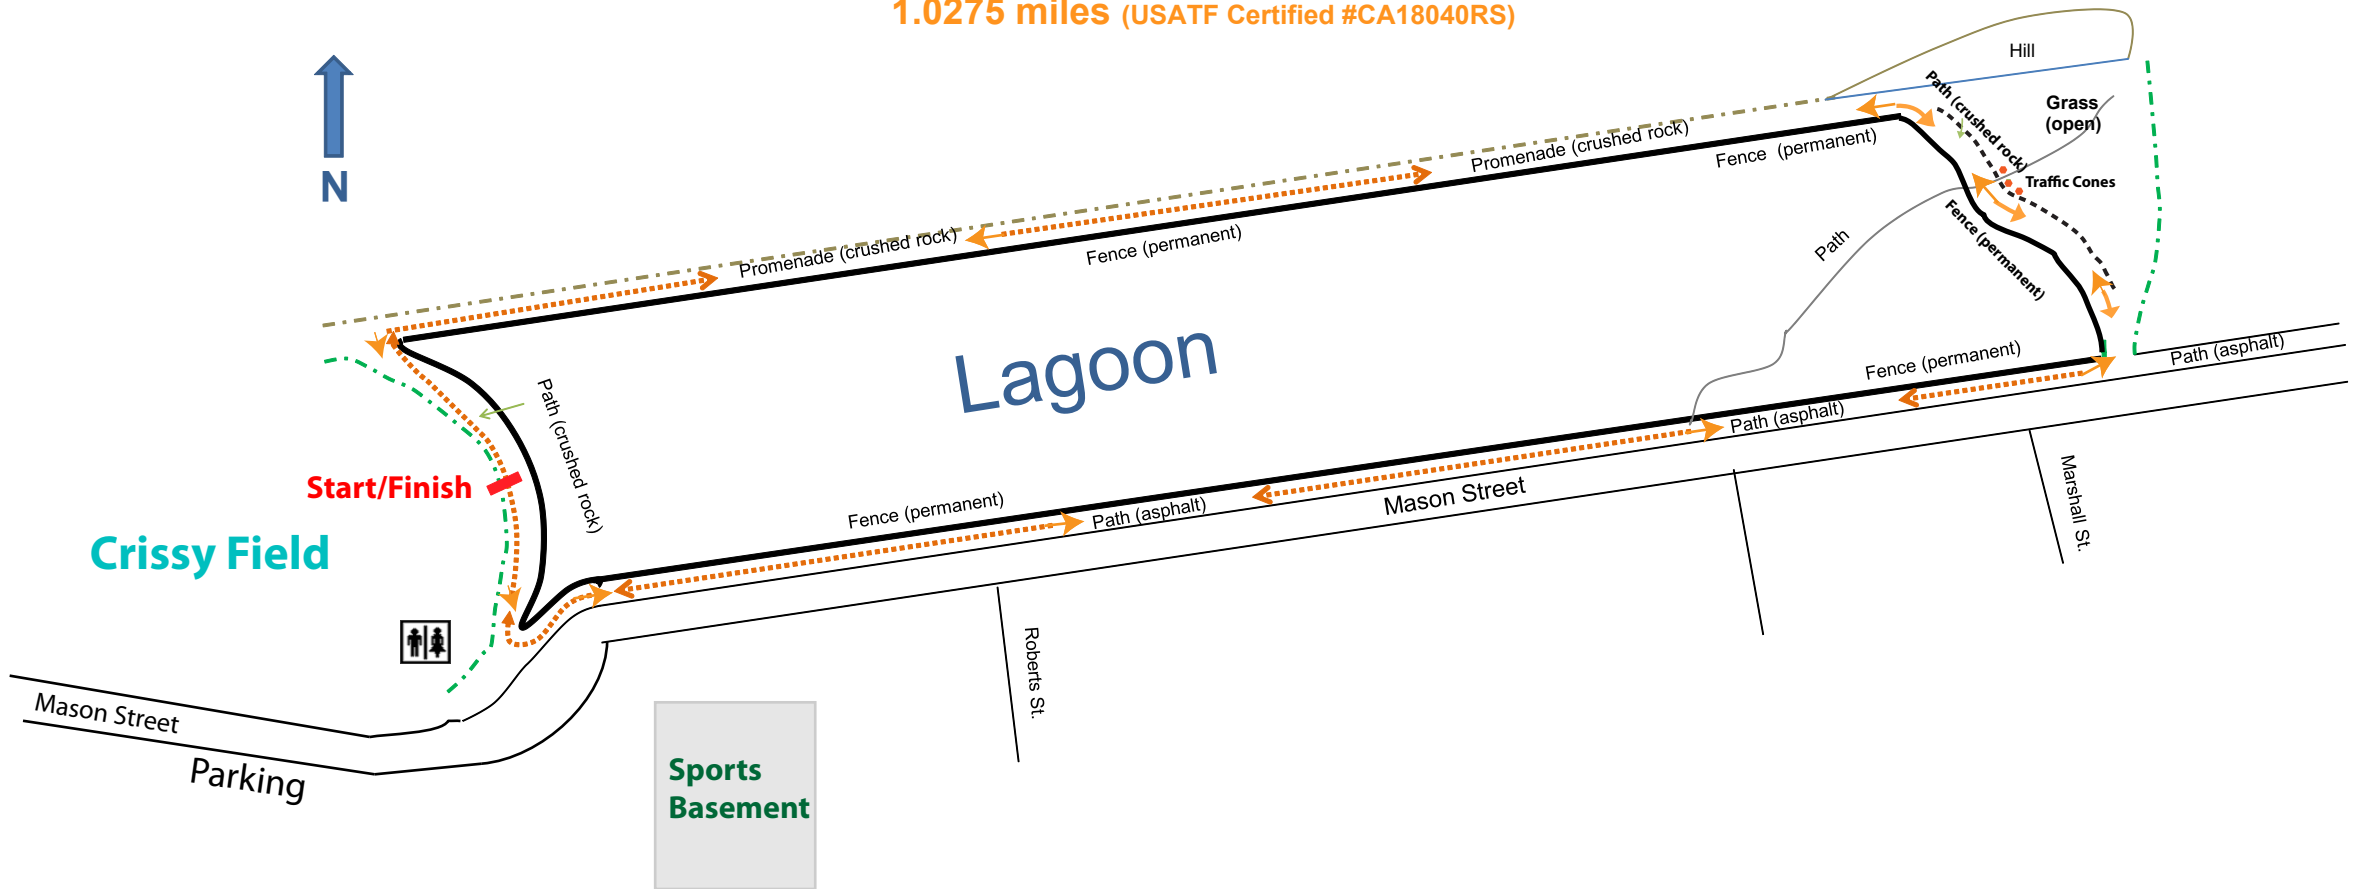 1.0275 miles (USATF Certified #CA18040RS)
Hill
Path (crushed rock)
Grass
(open)
Promenade (crushed rock)
Fence (permanent)
Traffic Cones
N
Promenade (crushed rock)
Fence (permanent)
Fence (permanent)
Path
Lagoon
Fence (permanent)
Path (asphalt)
Path (asphalt)
Path (crushed rock)
Start/Finish
Fence (permanent)
Path (asphalt)
Mason Street
Marshall St.
Crissy Field
Roberts St.
Mason Street
Parking
Sports
Basement